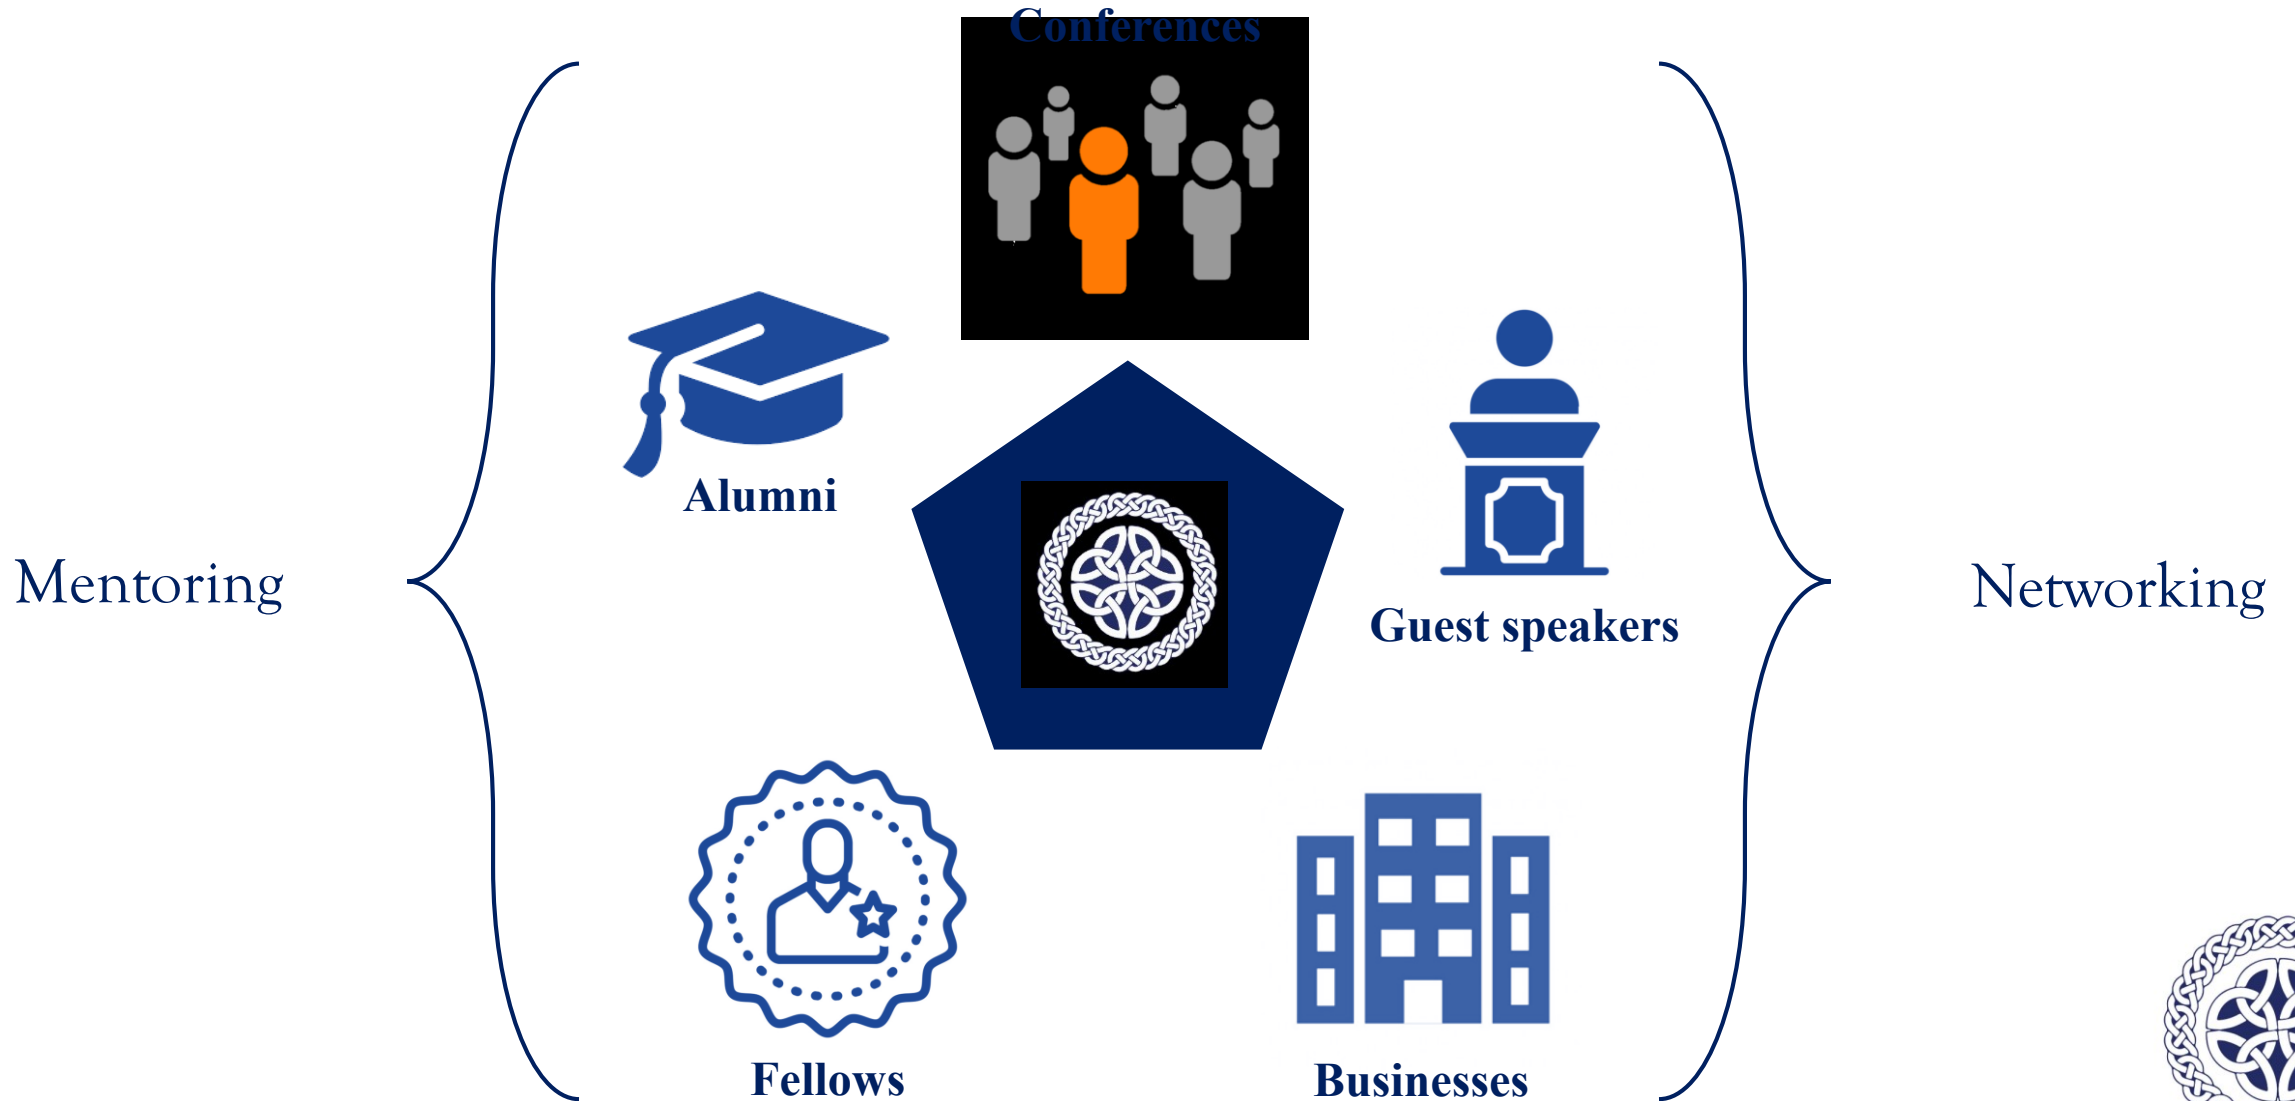 Conferences
Alumni
Mentoring
Guest speakers
Networking
Fellows
Businesses